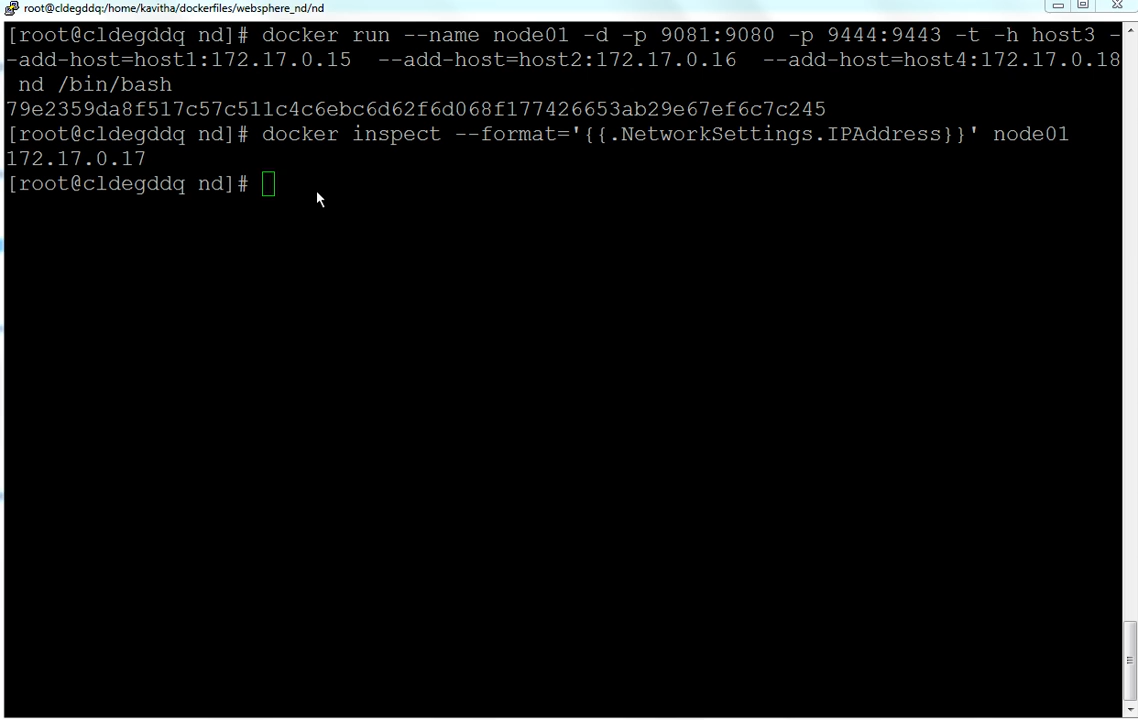 root@cldegddq:/home/kavitha/dockerfiles/websphere_nd/nd
[root@cldegddq nd]# docker run --name node01 -d -p 9081:9080 -p 9444:9443 -t -h host3 -
-add-host=host1:172.17.0.15  --add-host=host2:172.17.0.16  --add-host=host4:172.17.0.18
 nd /bin/bash
79e2359da8f517c57c511c4c6ebc6d62f6d068f177426653ab29e67ef6c7c245
[root@cldegddq nd]# docker inspect --format='{{.NetworkSettings.IPAddress}}' node01
172.17.0.17
[root@cldegddq nd]#